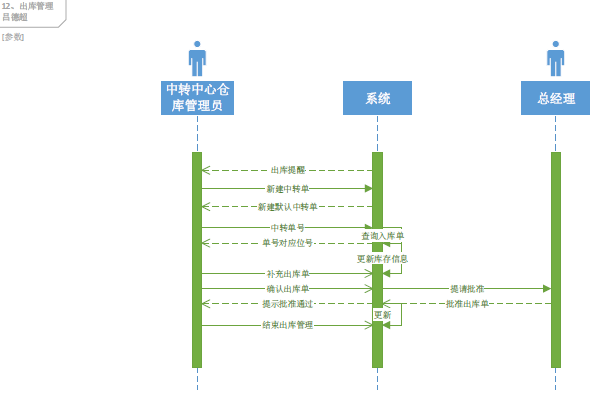 12、出库管理
吕德超
[参数]
中转中心仓
库管理员
系统
总经理
出库提醒
新建中转单
新建默认中转单
中转单号
查询入库单
单号对应位号
更新库存信息
补充出库单
确认出库单
提请批准
提示批准通过
批准出库单
更新
结束出库管理